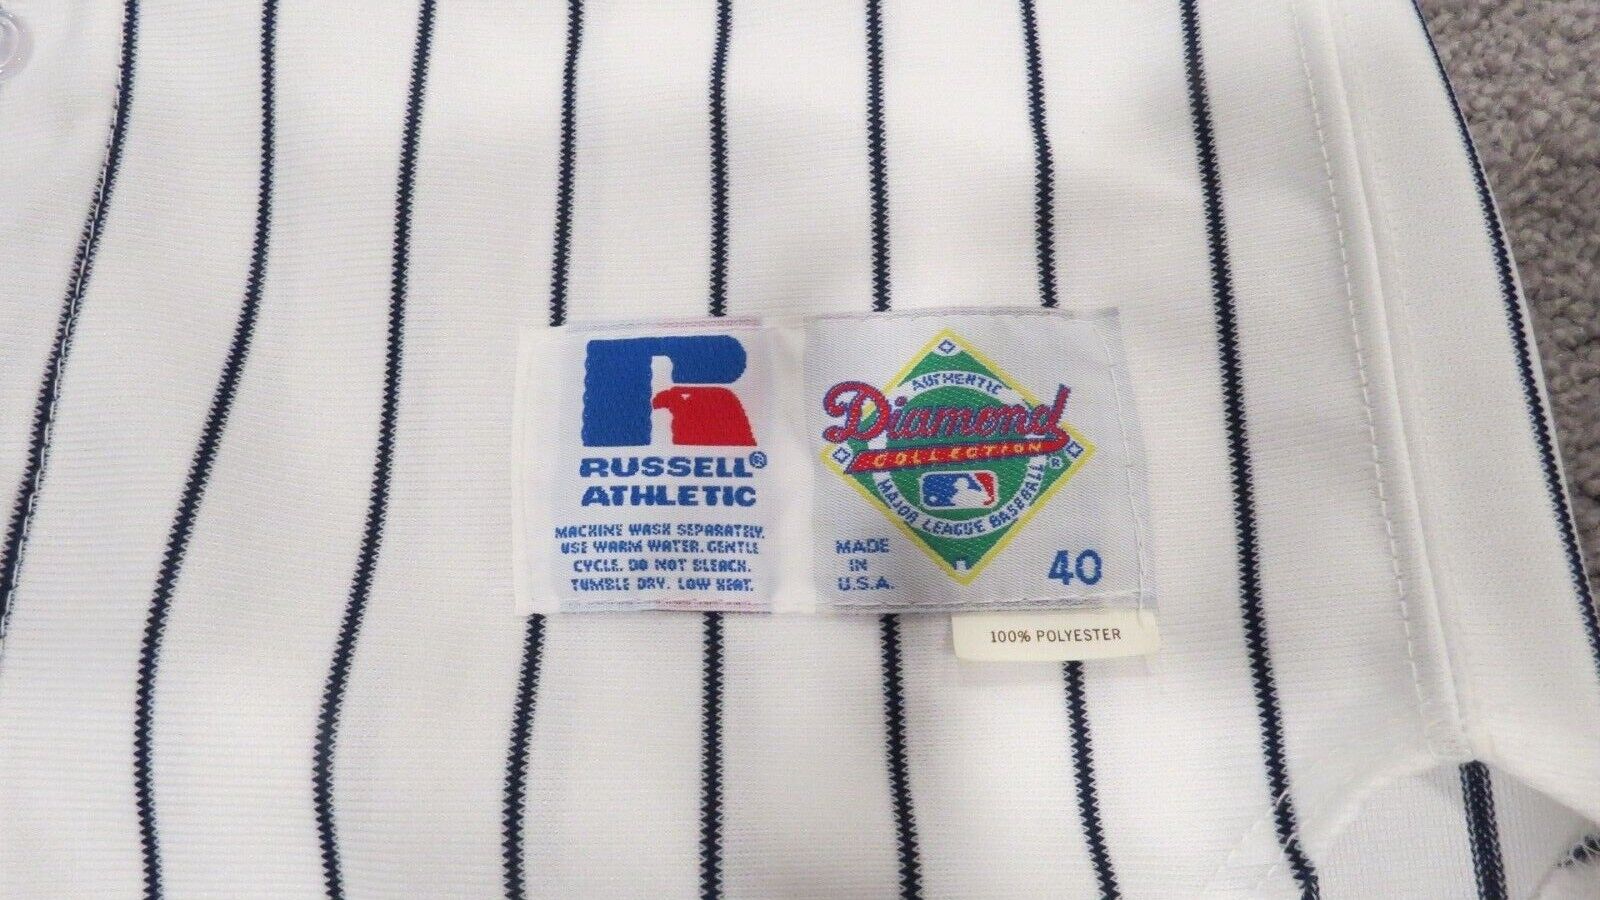 RUSSELL®
ATHLETIC
MACHINE WASH SEPARATELY.
USE WARM WATER. GENTLE
CYCLE. DO NOT BLEACH.
TUMBLE DRY. LOW HEAT.
AUTHENTIC
Diamond
COLLECTION ®
MAJOR LEAGUE BASEBALL
MADE
IN
U.S.A.
40
100% POLYESTER